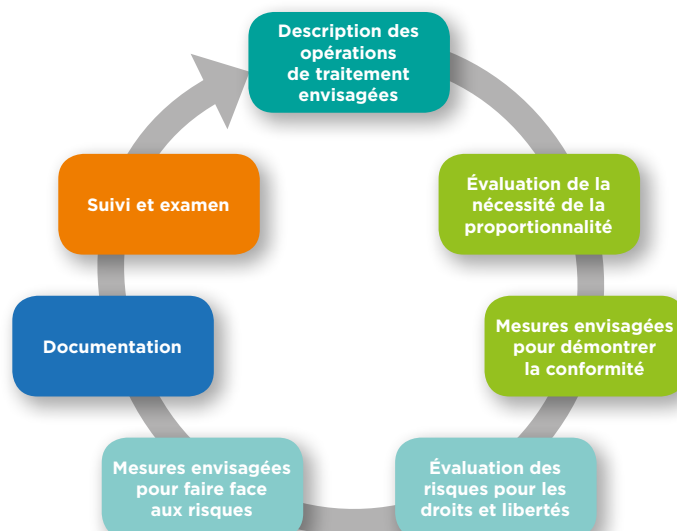 Description des
opérations
de traitement
envisagées
Évaluation de la
nécessité de la
proportionnalité
Mesures envisagées
pour démontrer
la conformité
Évaluation des
risques pour les
droits et libertés
Mesures envisagées
pour faire face
aux risques
Documentation
Suivi et examen